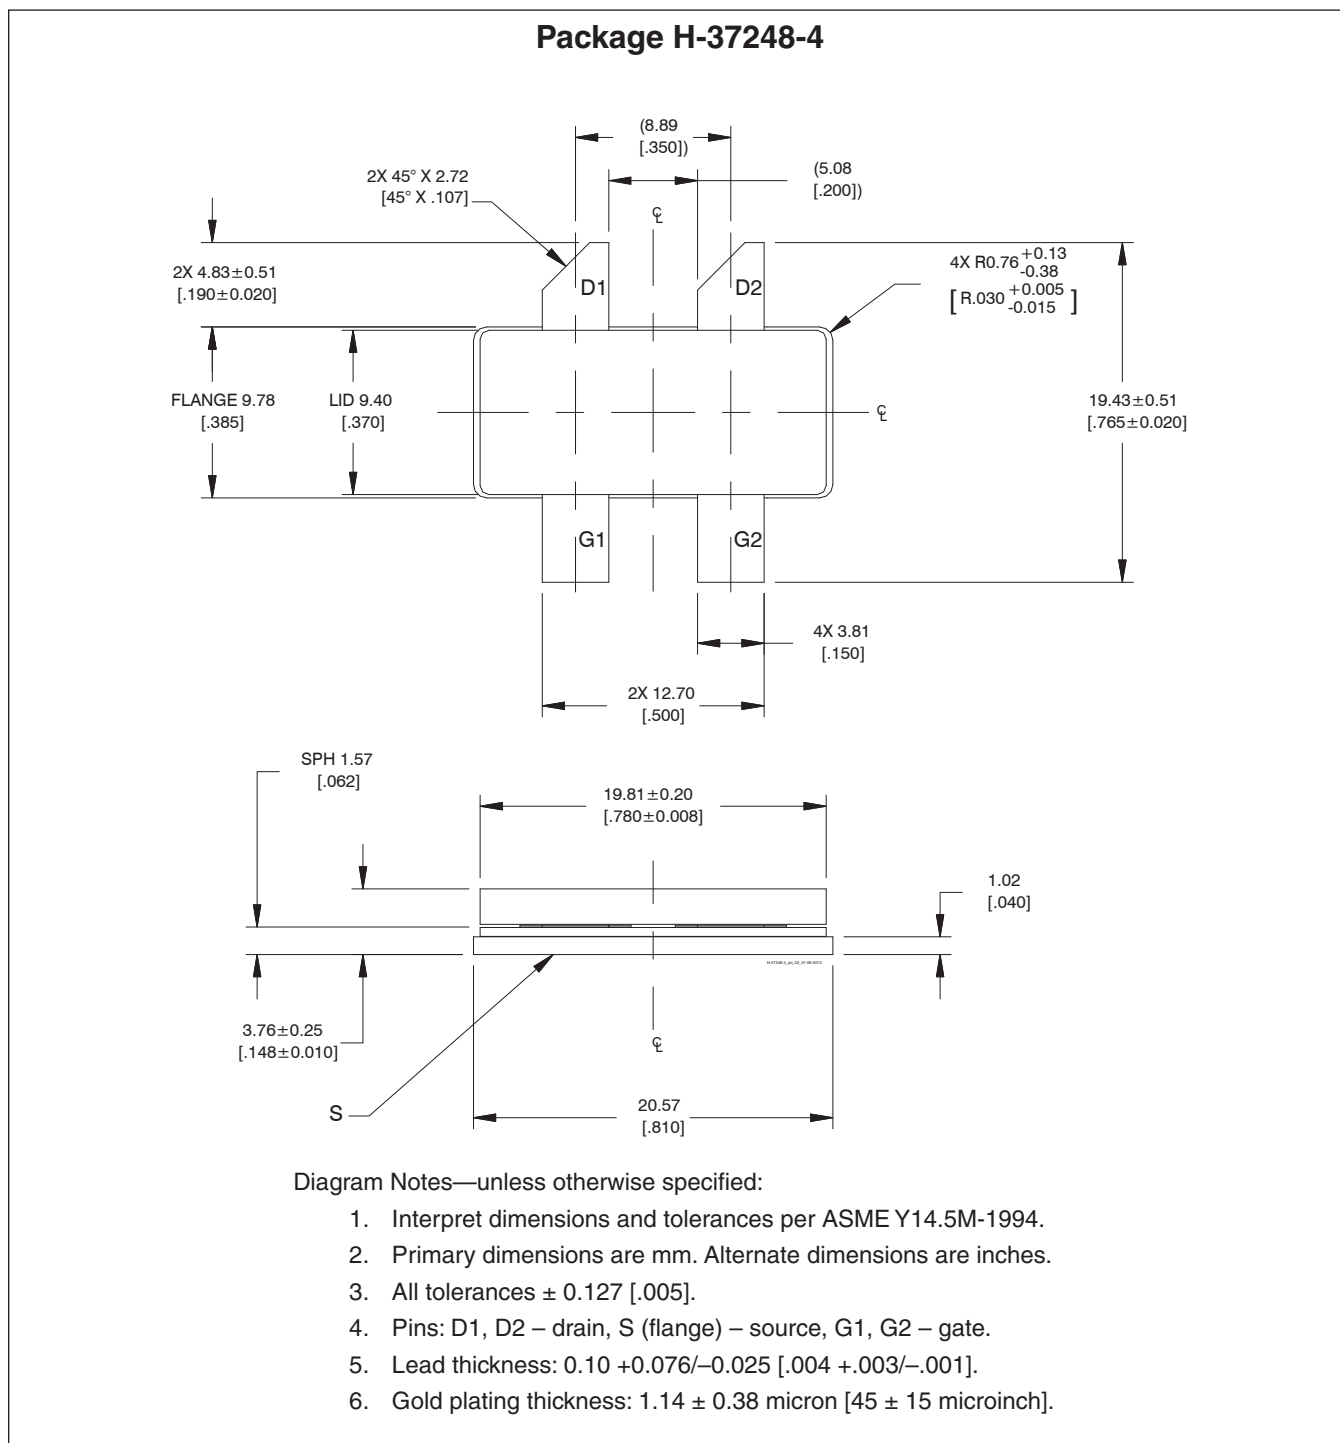 Package H-37248-4
(8.89
[.350])
2X 45° X 2.72
[45° X .107]
(5.08
[.200])
℄
2X 4.83±0.51
[.190±0.020]
D1
D2
4X R0.76 +0.13
-0.38
[ R.030 +0.005
-0.015 ]
FLANGE 9.78
[.385]
LID 9.40
[.370]
℄
19.43±0.51
[.765±0.020]
G1
G2
4X 3.81
[.150]
2X 12.70
[.500]
SPH 1.57
[.062]
19.81±0.20
[.780±0.008]
1.02
[.040]
3.76±0.25
[.148±0.010]
℄
S
20.57
[.810]
Diagram Notes—unless otherwise specified:
1. Interpret dimensions and tolerances per ASME Y14.5M-1994.
2. Primary dimensions are mm. Alternate dimensions are inches.
3. All tolerances ± 0.127 [.005].
4. Pins: D1, D2 – drain, S (flange) – source, G1, G2 – gate.
5. Lead thickness: 0.10 +0.076/–0.025 [.004 +.003/–.001].
6. Gold plating thickness: 1.14 ± 0.38 micron [45 ± 15 microinch].